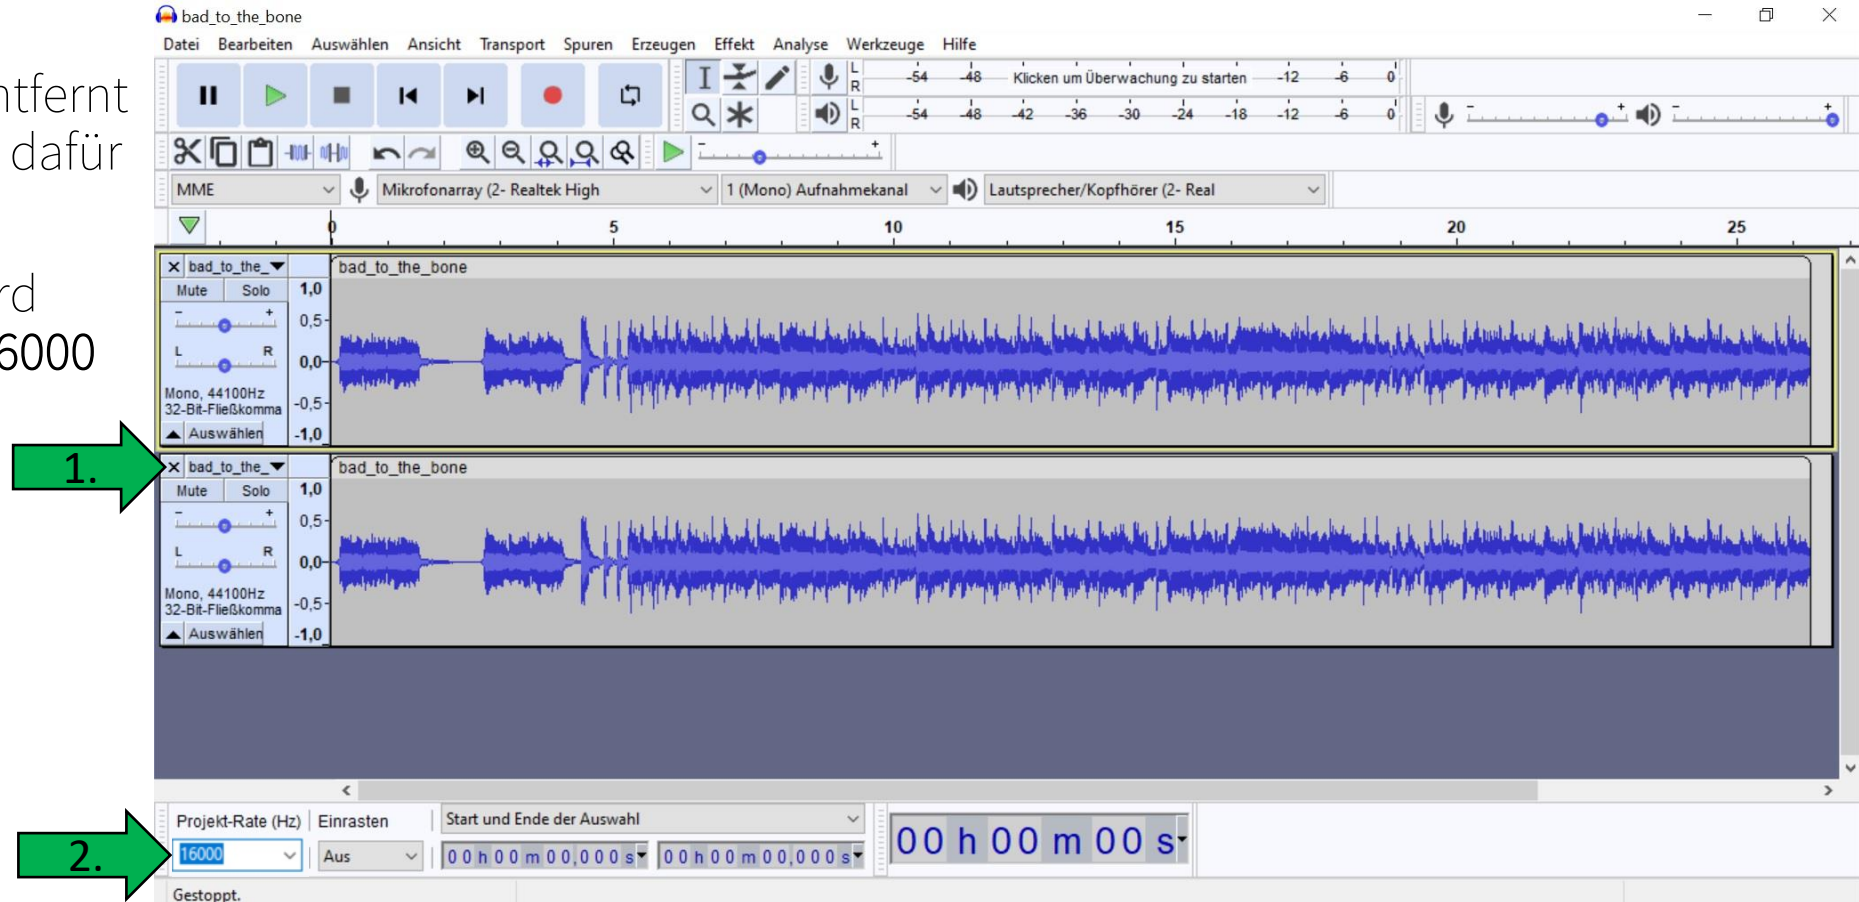 bad_to_the_bone
Datei Bearbeiten Auswählen Ansicht Transport Spuren Erzeugen Effekt Analyse Werkzeuge Hilfe
ntfernt
dafür
rd
6000
L R -54 -48 Klicken um Überwachung zu starten -12 -6 0
L R -54 -48 -42 -36 -30 -24 -18 -12 -6 0
- + - +
- +
MME Mikrofonarray (2- Realtek High 1 (Mono) Aufnahmekanal Lautsprecher/Kopfhörer (2- Real
0 5 10 15 20 25
bad_to_the_ bad_to_the_bone
Mute Solo 1,0
- + 0,5
L R 0,0
Mono, 44100Hz
32-Bit-Fließkomma -0,5
Auswählen -1,0
1.
bad_to_the_ bad_to_the_bone
Mute Solo 1,0
- + 0,5
L R 0,0
Mono, 44100Hz
32-Bit-Fließkomma -0,5
Auswählen -1,0
Projekt-Rate (Hz) Einrasten Start und Ende der Auswahl
2.
16000 Aus 00 h 00 m 00,000 s 00 h 00 m 00,000 s 00 h 00 m 00 s
Gestoppt.